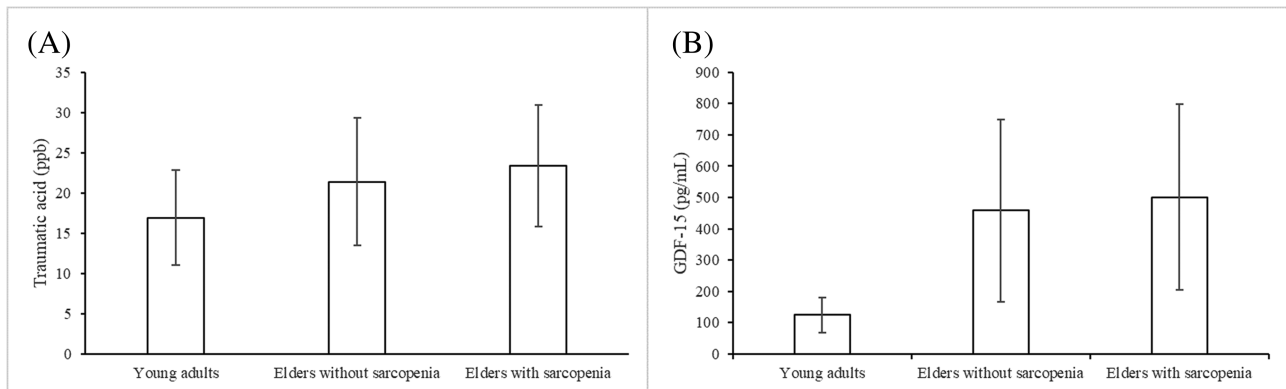 (A)
Traumatic acid (ppb)
35
30
25
20
15
10
5
0
Young adults
Elders without sarcopenia
Elders with sarcopenia
(B)
GDF-15 (pg/mL)
900
800
700
600
500
400
300
200
100
0
Young adults
Elders without sarcopenia
Elders with sarcopenia